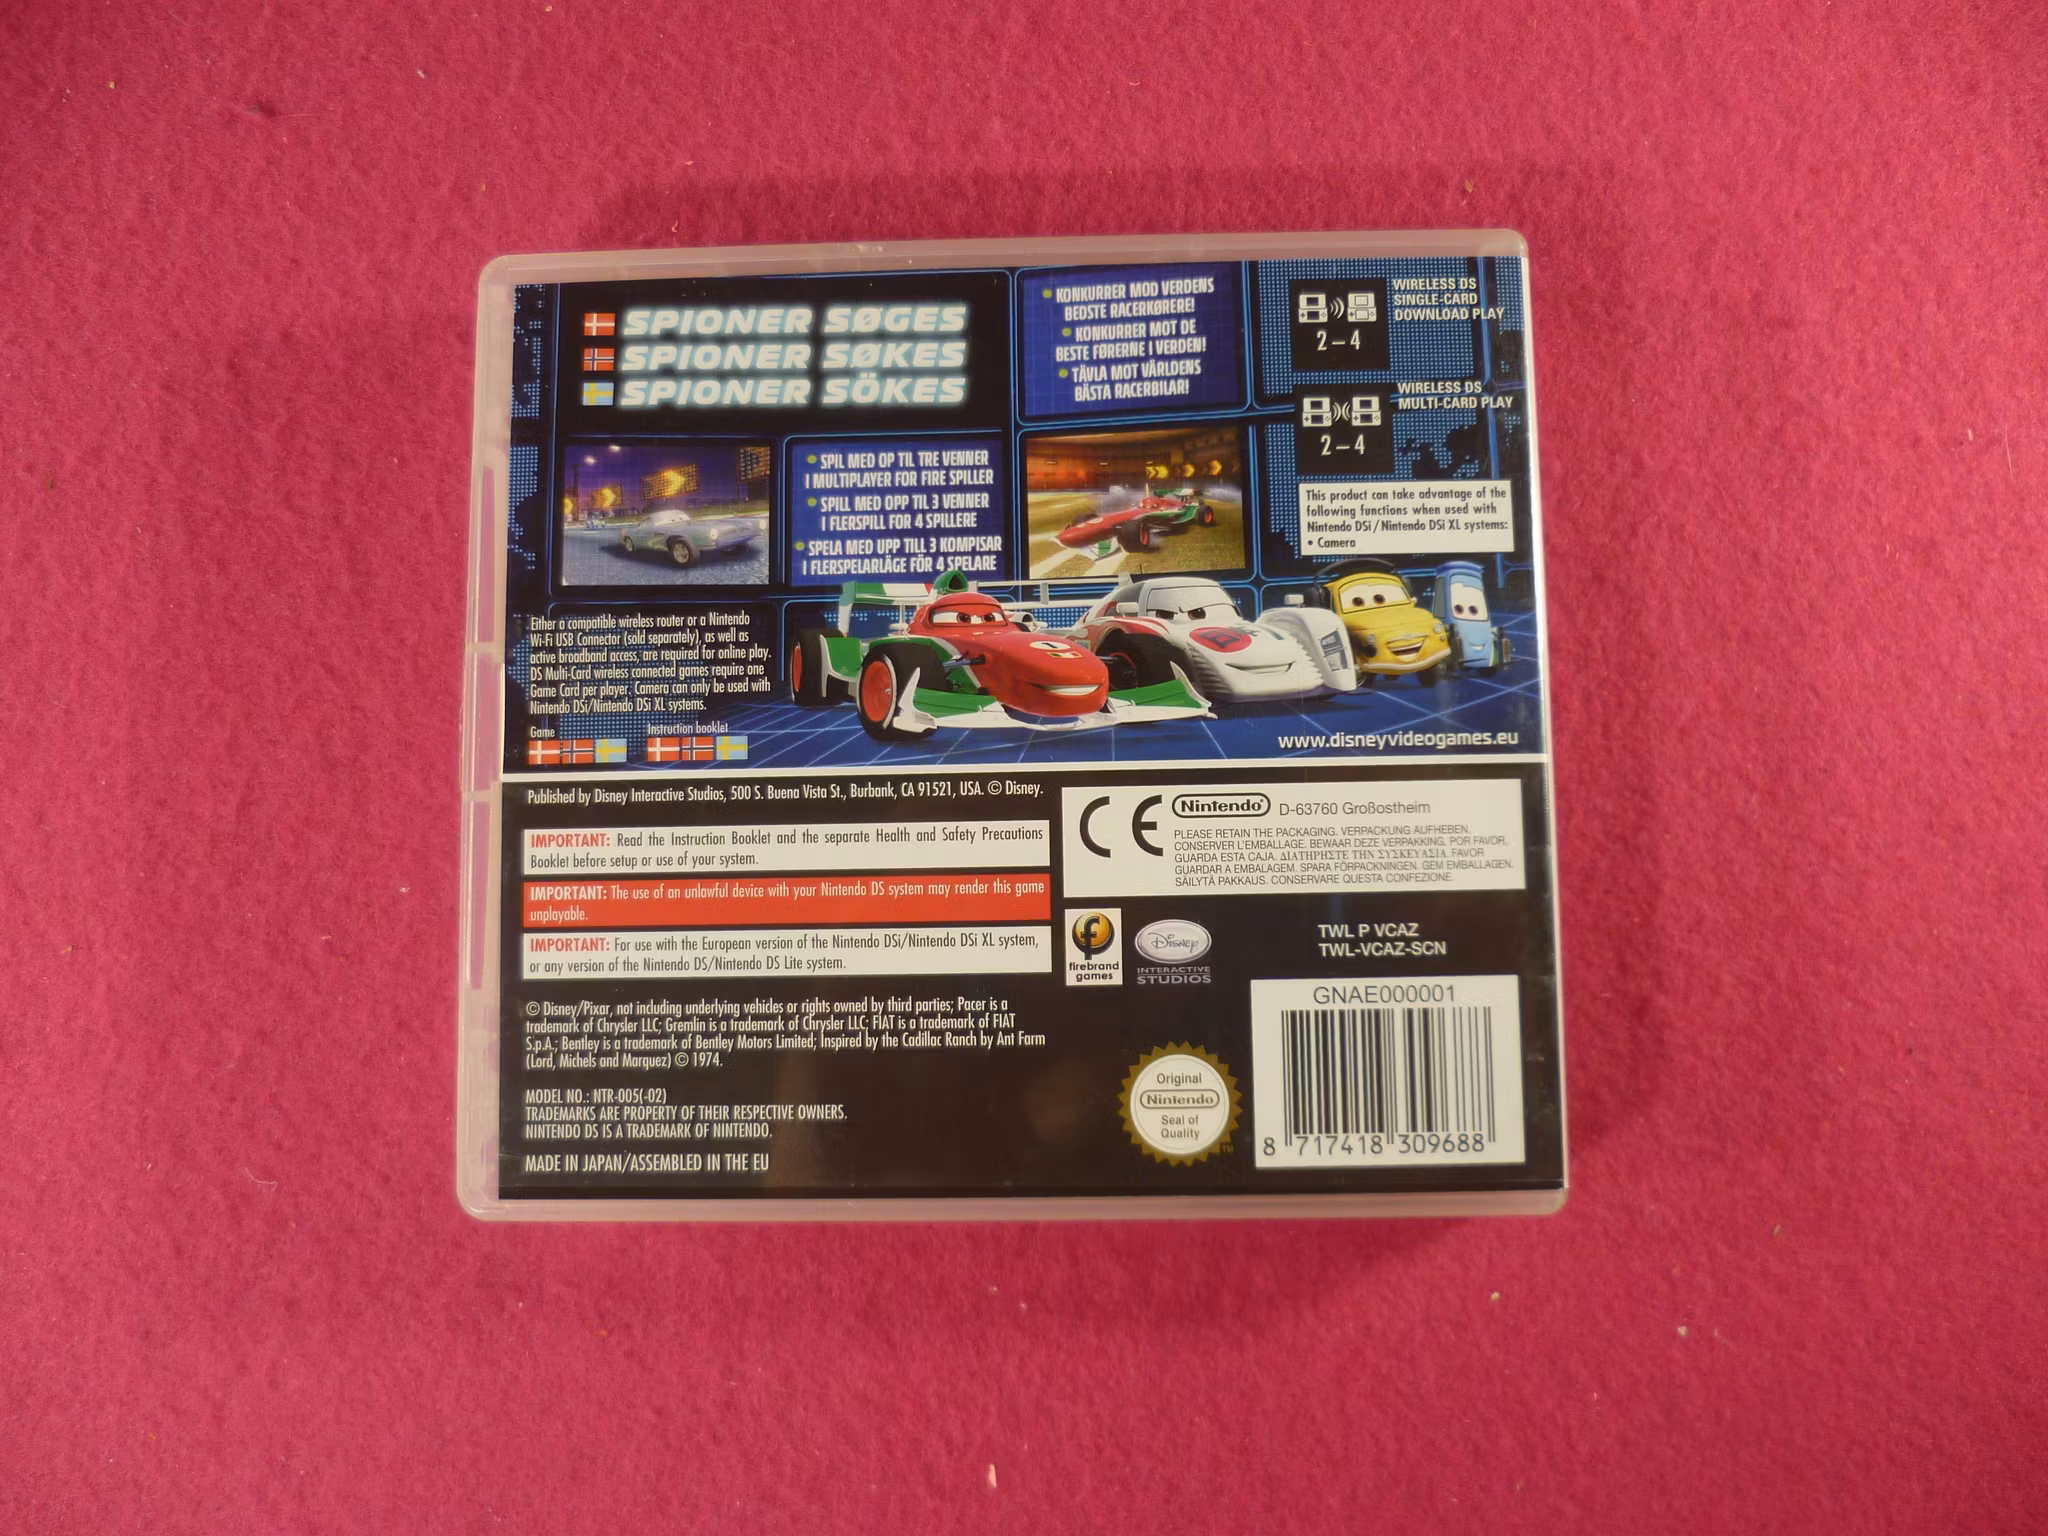 SPIONER SØGES
SPIONER SØKES
SPIONER SÖKES
• KONKURRER MOD VERDENS
BEDSTE RACERKØRERE!
• KONKURRER MOT DE
BESTE FØRERNE I VERDEN!
• TÄVLA MOT VÄRLDENS
BÄSTA RACERBILAR!
WIRELESS DS
SINGLE-CARD
DOWNLOAD PLAY
2 – 4
WIRELESS DS
MULTI-CARD PLAY
2 – 4
• SPIL MED OP TIL TRE VENNER
I MULTIPLAYER FOR FIRE SPILLER
• SPILL MED OPP TIL 3 VENNER
I FLERSPILL FOR 4 SPILLERE
• SPELA MED UPP TILL 3 KOMPISAR
I FLERSPELARLÄGE FÖR 4 SPELARE
This product can take advantage of the
following functions when used with
Nintendo DSi / Nintendo DSi XL systems:
• Camera
Either a compatible wireless router or a Nintendo
Wi-Fi USB Connector (sold separately), as well as
active broadband access, are required for online play.
DS Multi-Card wireless connected games require one
Game Card per player. Camera can only be used with
Nintendo DSi/Nintendo DSi XL systems.
Game
Instruction booklet
1
www.disneyvideogames.eu
Published by Disney Interactive Studios, 500 S. Buena Vista St., Burbank, CA 91521, USA. © Disney.
IMPORTANT: Read the Instruction Booklet and the separate Health and Safety Precautions
Booklet before setup or use of your system.
IMPORTANT: The use of an unlawful device with your Nintendo DS system may render this game
unplayable.
IMPORTANT: For use with the European version of the Nintendo DSi/Nintendo DSi XL system,
or any version of the Nintendo DS/Nintendo DS Lite system.
© Disney/Pixar, not including underlying vehicles or rights owned by third parties; Pacer is a
trademark of Chrysler LLC; Gremlin is a trademark of Chrysler LLC; FIAT is a trademark of FIAT
S.p.A.; Bentley is a trademark of Bentley Motors Limited; Inspired by the Cadillac Ranch by Ant Farm
(Lord, Michels and Marquez) © 1974.
MODEL NO.: NTR-005(-02)
TRADEMARKS ARE PROPERTY OF THEIR RESPECTIVE OWNERS.
NINTENDO DS IS A TRADEMARK OF NINTENDO.
MADE IN JAPAN/ASSEMBLED IN THE EU
CE Nintendo® D-63760 Großostheim
PLEASE RETAIN THE PACKAGING. VERPACKUNG AUFHEBEN.
CONSERVER L'EMBALLAGE. BEWAAR DEZE VERPAKKING. POR FAVOR,
GUARDA ESTA CAJA. ΔΙΑΤΗΡΗΣΤΕ ΤΗΝ ΣΥΣΚΕΥΑΣΙΑ. FAVOR
GUARDAR A EMBALAGEM. SPARA FÖRPACKNINGEN. GEM EMBALLAGEN.
SÄILYTÄ PAKKAUS. CONSERVARE QUESTA CONFEZIONE.
f
firebrand
games
Disney
INTERACTIVE
STUDIOS
TWL P VCAZ
TWL-VCAZ-SCN
GNAE000001
8 717418 309688
Original
Nintendo
Seal of
Quality
TM